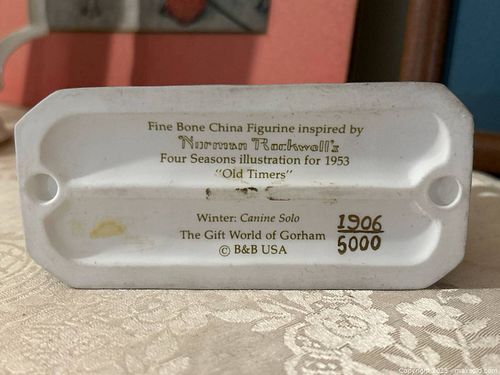 Fine Bone China Figurine inspired by
Norman Rockwell's
Four Seasons illustration for 1953
"Old Timers"
Winter: Canine Solo
The Gift World of Gorham
© B&B USA
1906
5000